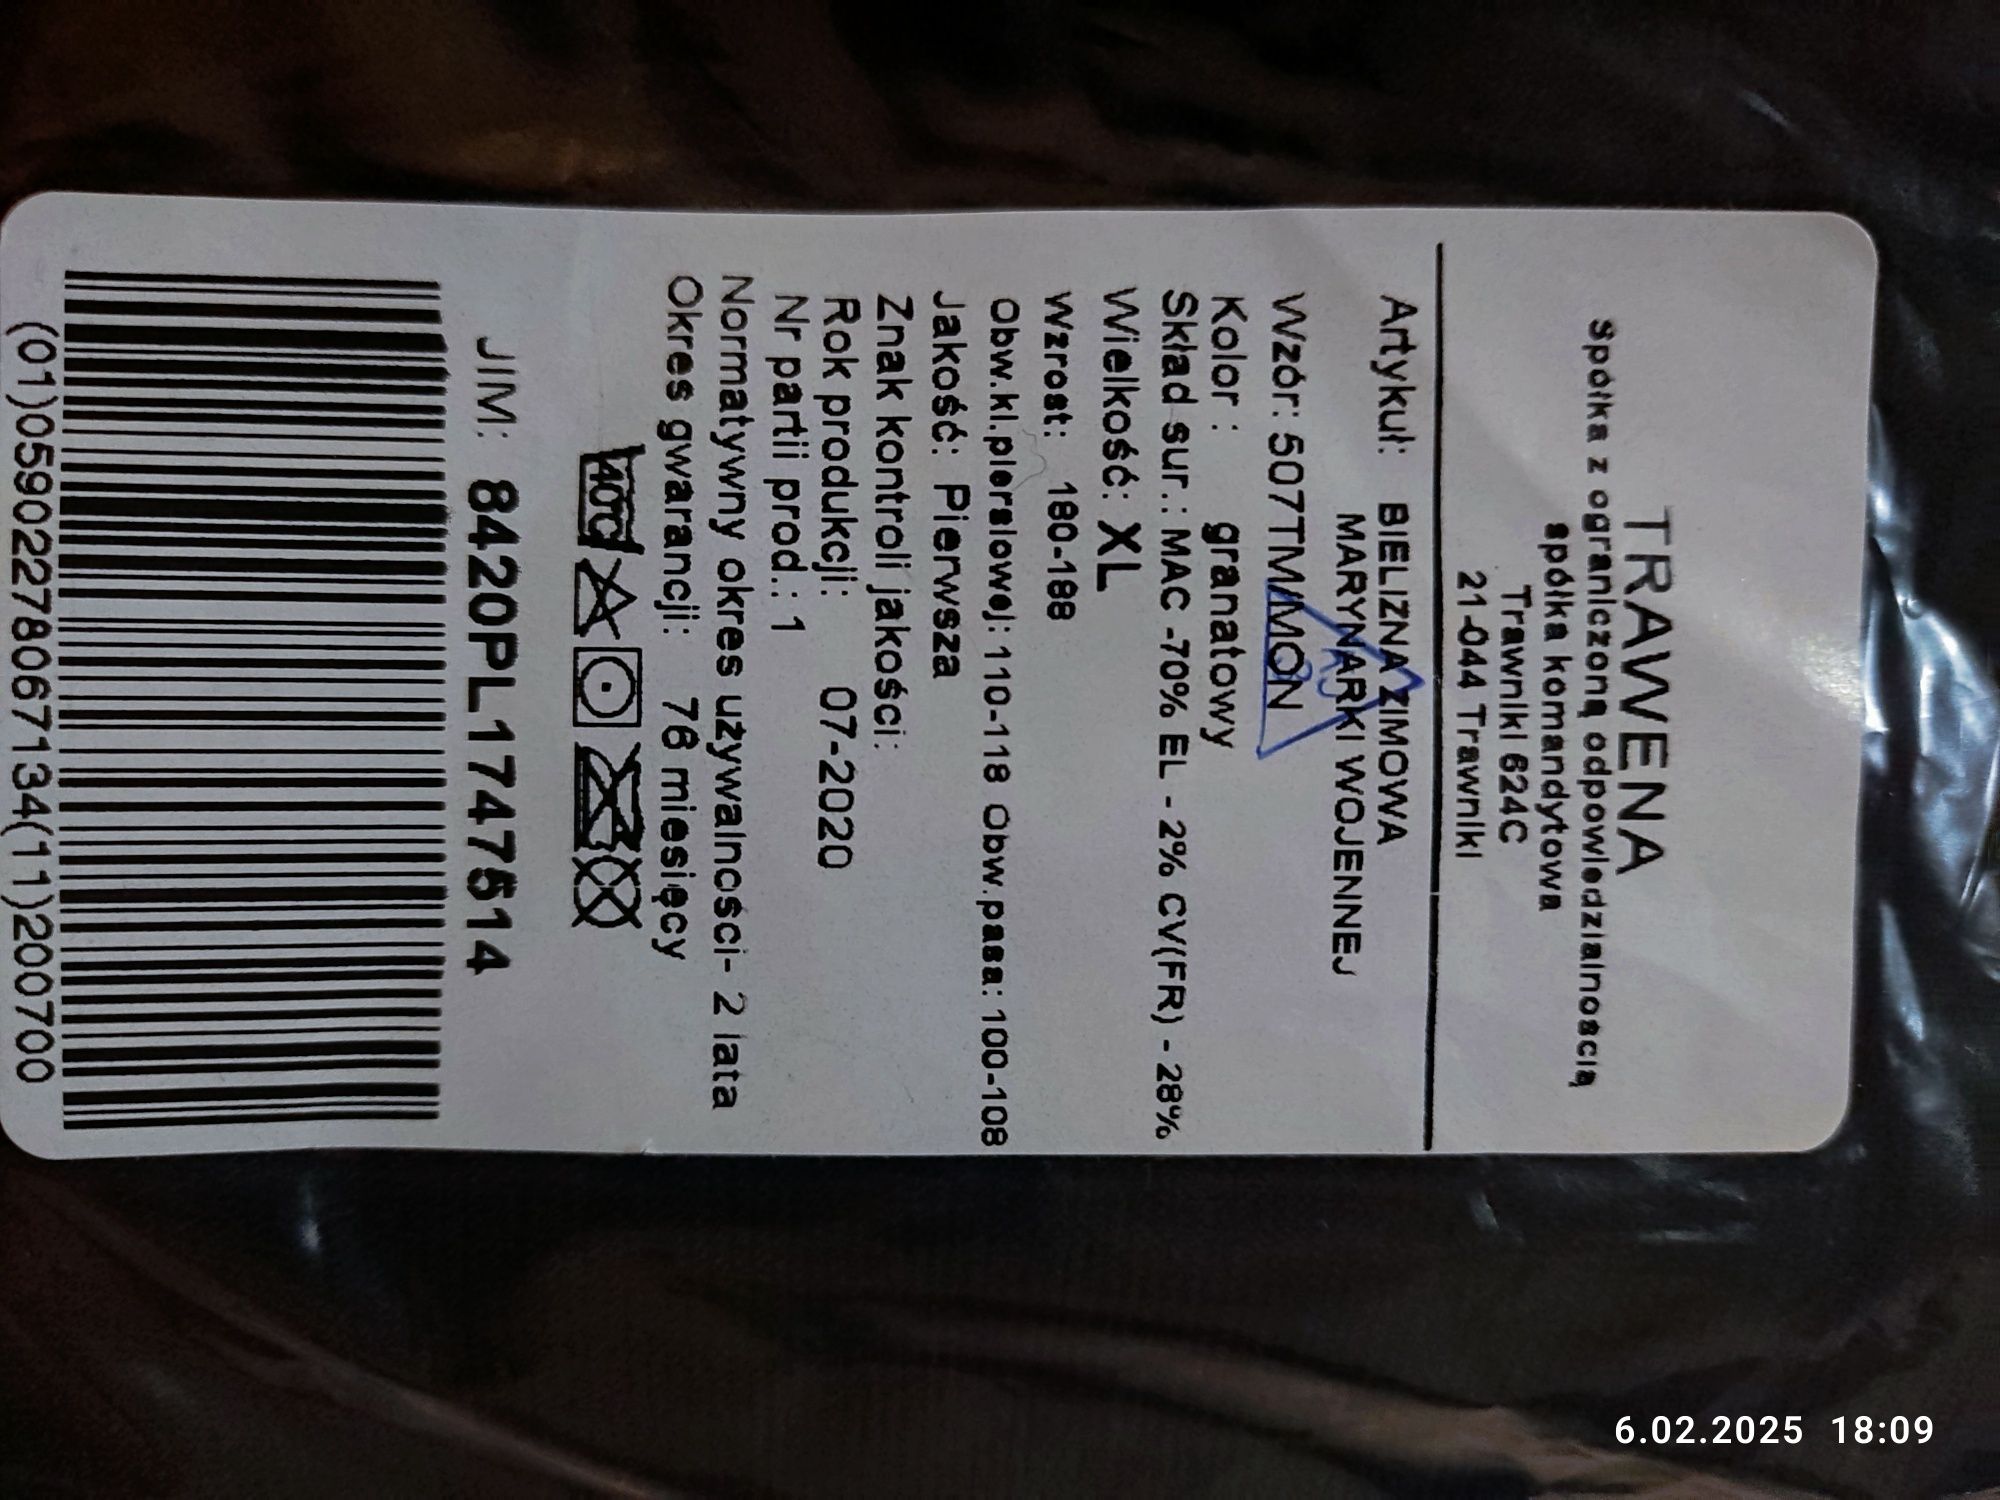 TRAWENA
Spółka z ograniczoną odpowiedzialnością
spółka komandytowa
Trawniki 624C
21-044 Trawniki
Artykuł: BIELIZNA ZIMOWA
MARYNARKI WOJENNEJ
Wzór: 507TM/MON
Kolor : granatowy
Skład sur.: MAC -70% EL - 2% CV(FR) - 28%
Wielkość: XL
Wzrost: 180-188
Obw.kl.piersiowej: 110-118 Obw.pasa: 100-108
Jakość: Pierwsza
Znak kontroli jakości:
Rok produkcji: 07-2020
Nr partii prod.: 1
Normatywny okres używalności- 2 lata
Okres gwarancji: 76 miesięcy
40°C
JIM: 8420PL1747514
(01)05902278067134(11)200700
6.02.2025 18:09